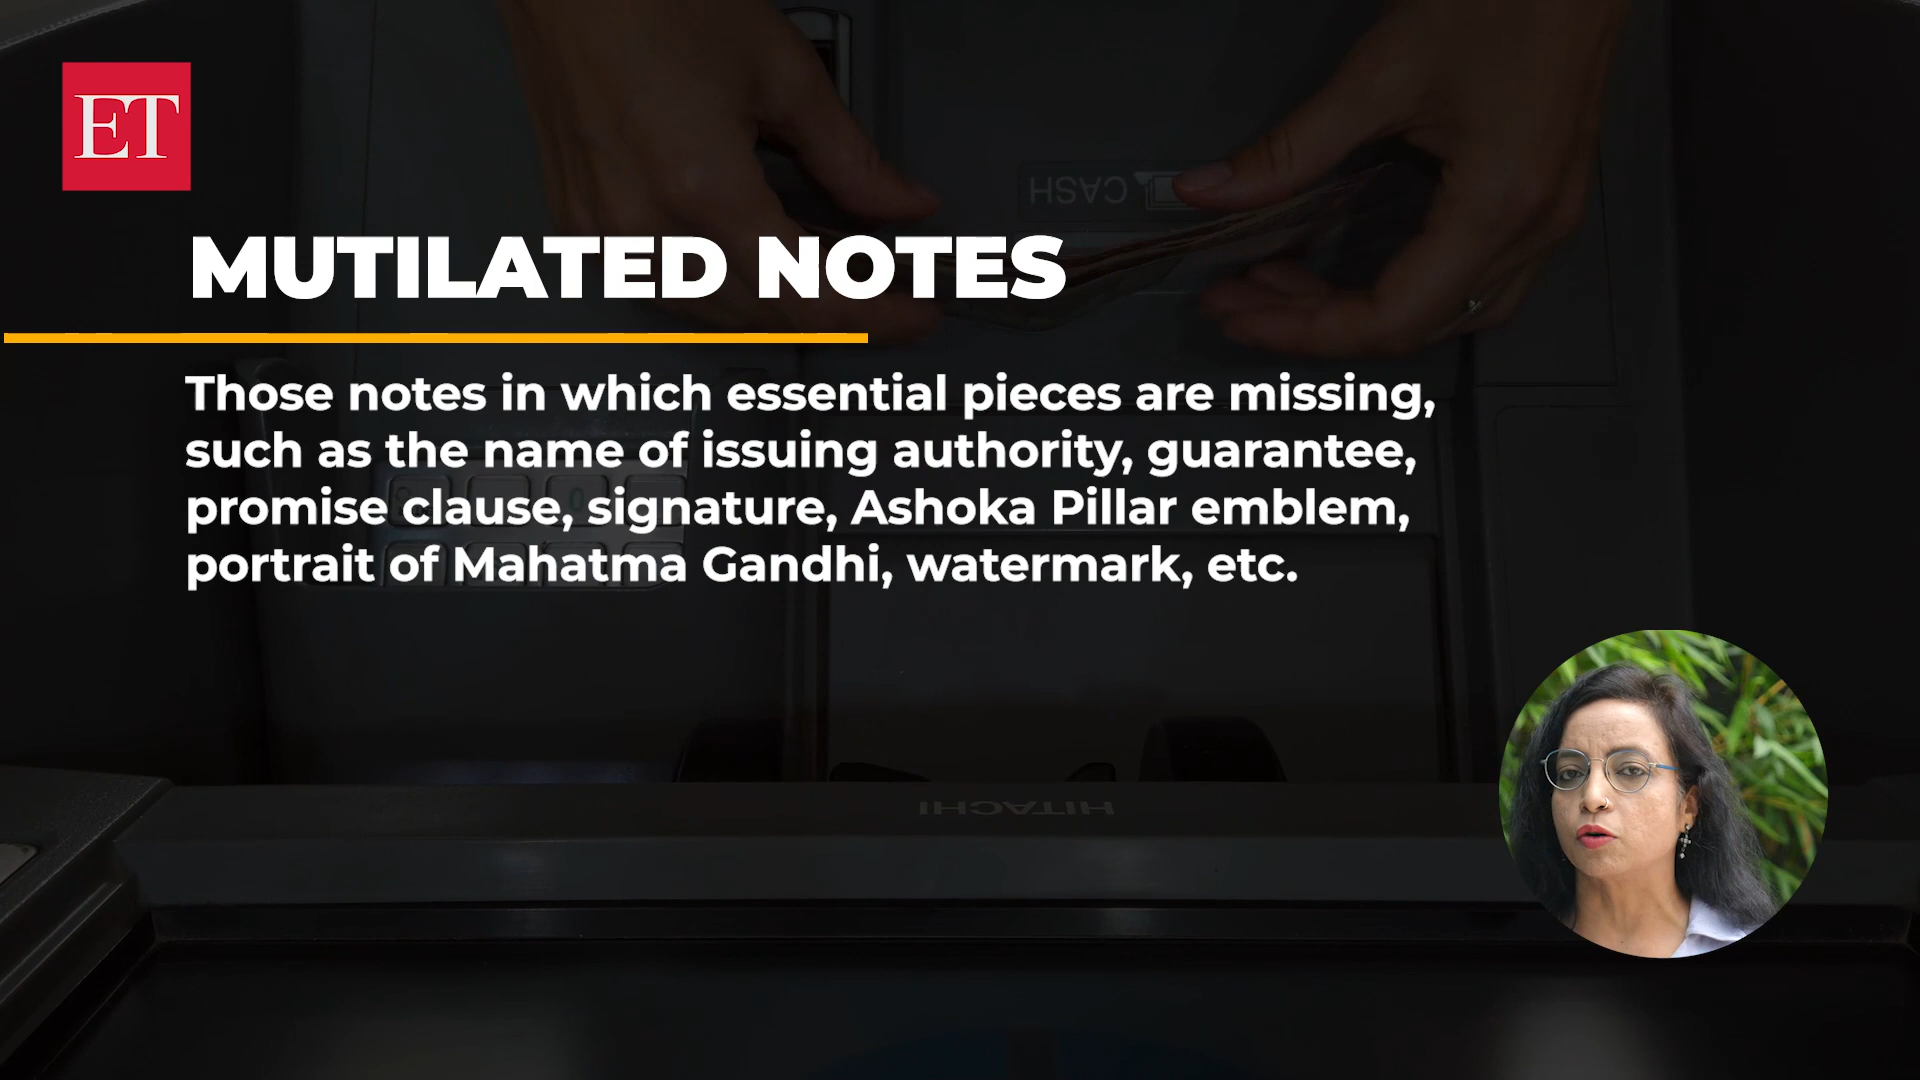 ET
CASH
MUTILATED NOTES
Those notes in which essential pieces are missing,
such as the name of issuing authority, guarantee,
promise clause, signature, Ashoka Pillar emblem,
portrait of Mahatma Gandhi, watermark, etc.
HITACHI